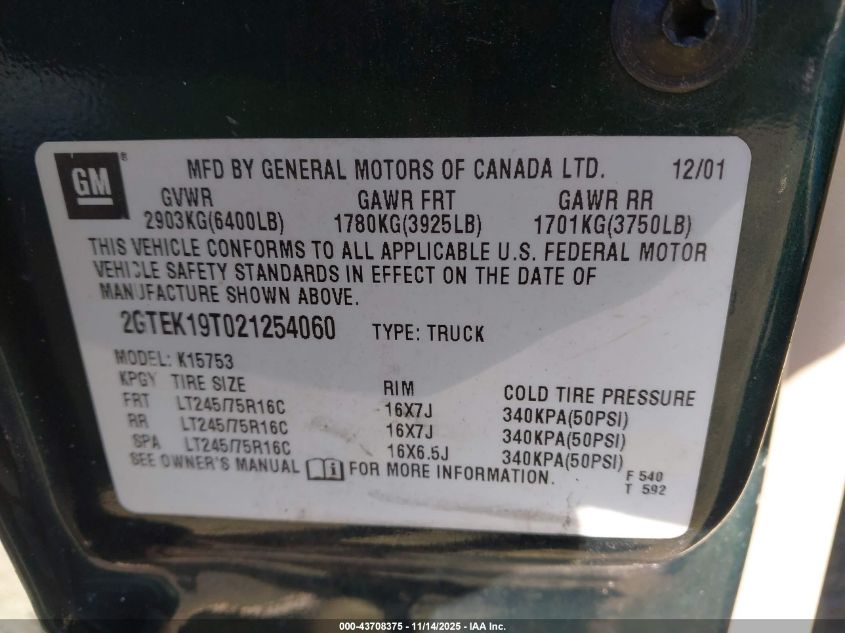 GM ® MFD BY GENERAL MOTORS OF CANADA LTD. 12/01
GVWR GAWR FRT GAWR RR
2903KG(6400LB) 1780KG(3925LB) 1701KG(3750LB)
THIS VEHICLE CONFORMS TO ALL APPLICABLE U.S. FEDERAL MOTOR
VEHICLE SAFETY STANDARDS IN EFFECT ON THE DATE OF
MANUFACTURE SHOWN ABOVE.
2GTEK19T021254060 TYPE: TRUCK
MODEL: K15753
KPGY TIRE SIZE RIM COLD TIRE PRESSURE
FRT LT245/75R16C 16X7J 340KPA(50PSI)
RR LT245/75R16C 16X7J 340KPA(50PSI)
SPA LT245/75R16C 16X6.5J 340KPA(50PSI)
SEE OWNER'S MANUAL i FOR MORE INFORMATION.
F 540
T 592
000-43708375 - 11/14/2025 - IAA Inc.